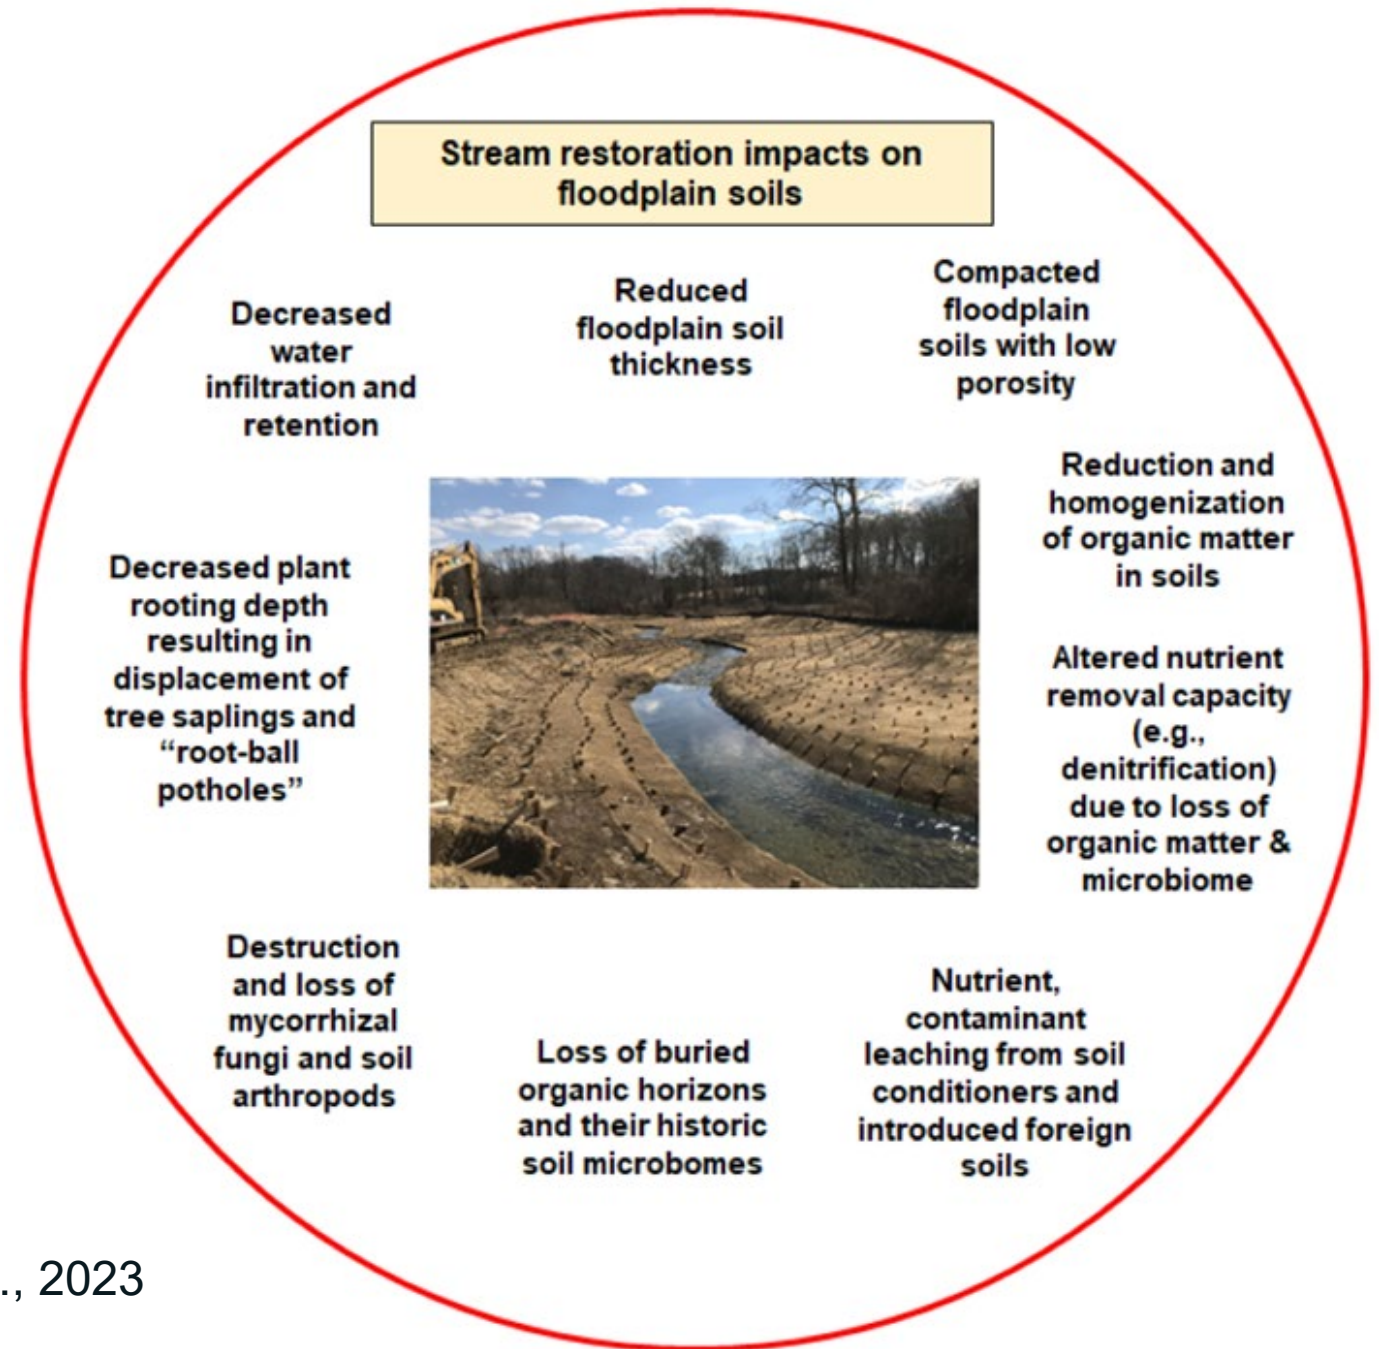 Stream restoration impacts on
floodplain soils
Decreased
water
infiltration and
retention
Reduced
floodplain soil
thickness
Compacted
floodplain
soils with low
porosity
Reduction and
homogenization
of organic matter
in soils
Decreased plant
rooting depth
resulting in
displacement of
tree saplings and
“root-ball
potholes”
Altered nutrient
removal capacity
(e.g.,
denitrification)
due to loss of
organic matter &
microbiome
Destruction
and loss of
mycorrhizal
fungi and soil
arthropods
Loss of buried
organic horizons
and their historic
soil microbomes
Nutrient,
contaminant
leaching from soil
conditioners and
introduced foreign
soils
., 2023